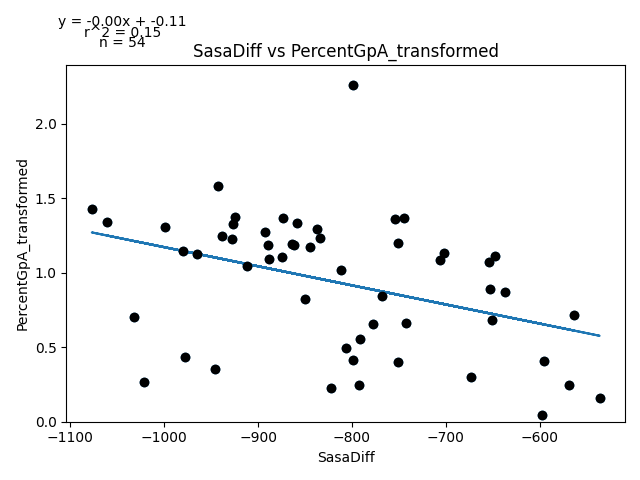 y = -0.00x + -0.11
r^2 = 0.15
n = 54
SasaDiff vs PercentGpA_transformed
PercentGpA_transformed
2.0
1.5
1.0
0.5
0.0
−1100 −1000 −900 −800 −700 −600
SasaDiff